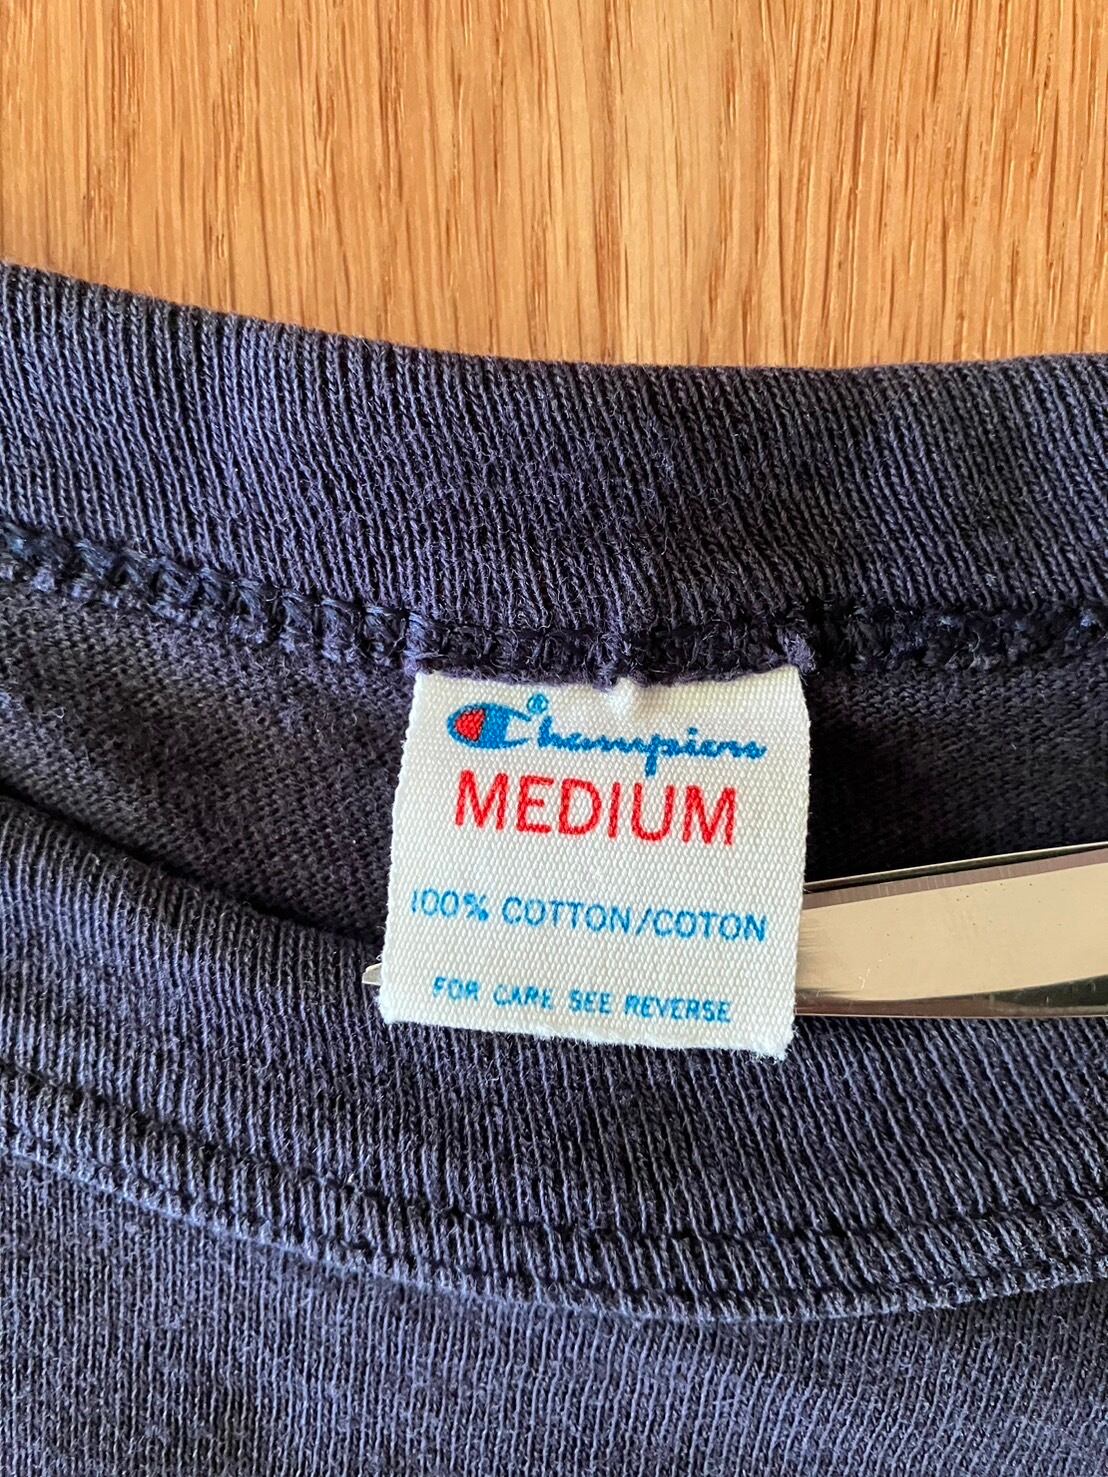 Champion®
MEDIUM
100% COTTON/COTON
FOR CARE SEE REVERSE